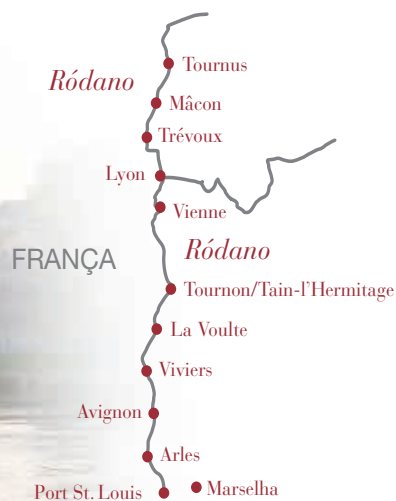 Tournus
Ródano
Mâcon
Trévoux
Lyon
Vienne
Ródano
FRANÇA
Tournon/Tain-l'Hermitage
La Voulte
Viviers
Avignon
Arles
Port St. Louis
Marselha